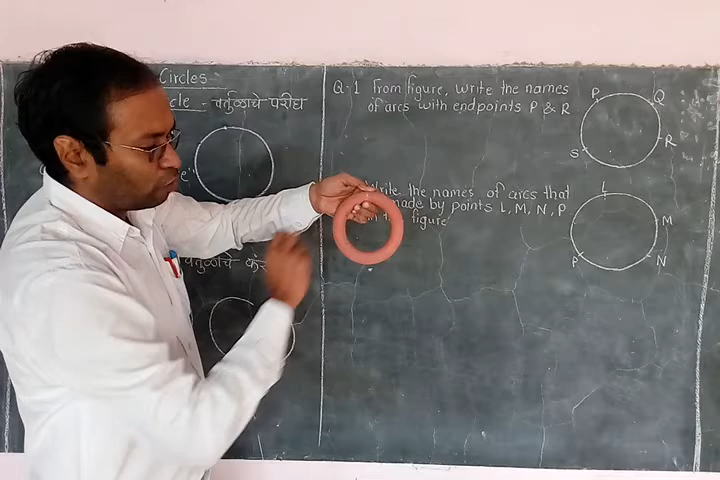 Circles
cle - वर्तुळाचे परीघ
e'
वर्तुळाचे
Q-1 From figure, write the names
of arcs with endpoints P & R
P
Q
R
S
Write the names of arcs that
made by points L, M, N, P
figure
L
M
N
P